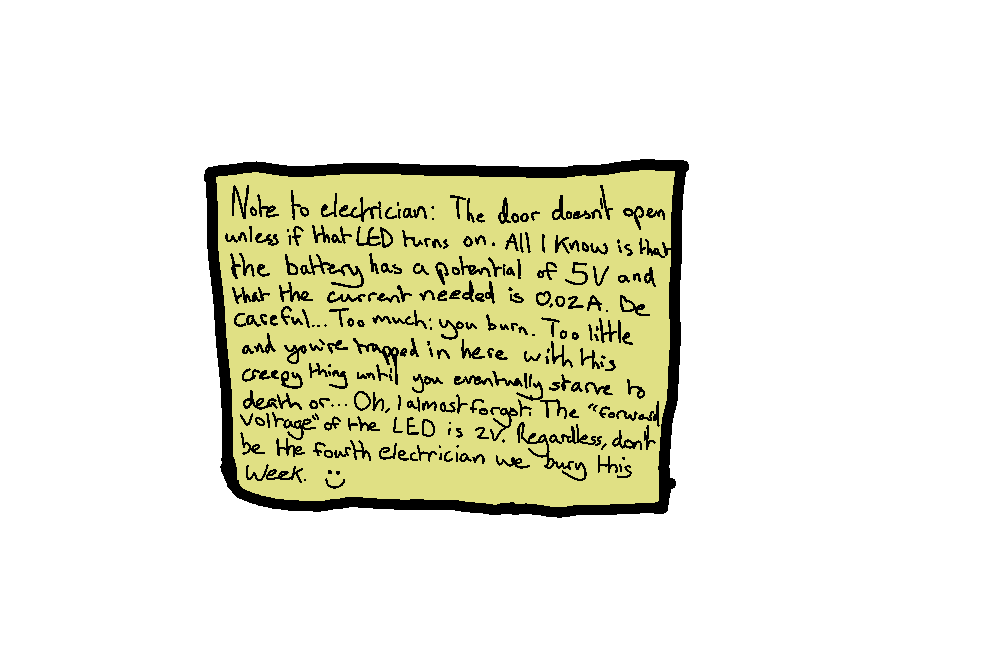 Note to electrician: The door doesn't open
unless if that LED turns on. All I know is that
the battery has a potential of 5V and
that the current needed is 0,02A. Be
careful... Too much; you burn. Too little
and you're trapped in here with this
creepy thing until you eventually starve to
death or... Oh, I almost forgot: The "forward
voltage" of the LED is 2V. Regardless, don't
be the fourth electrician we bury this
week. :)